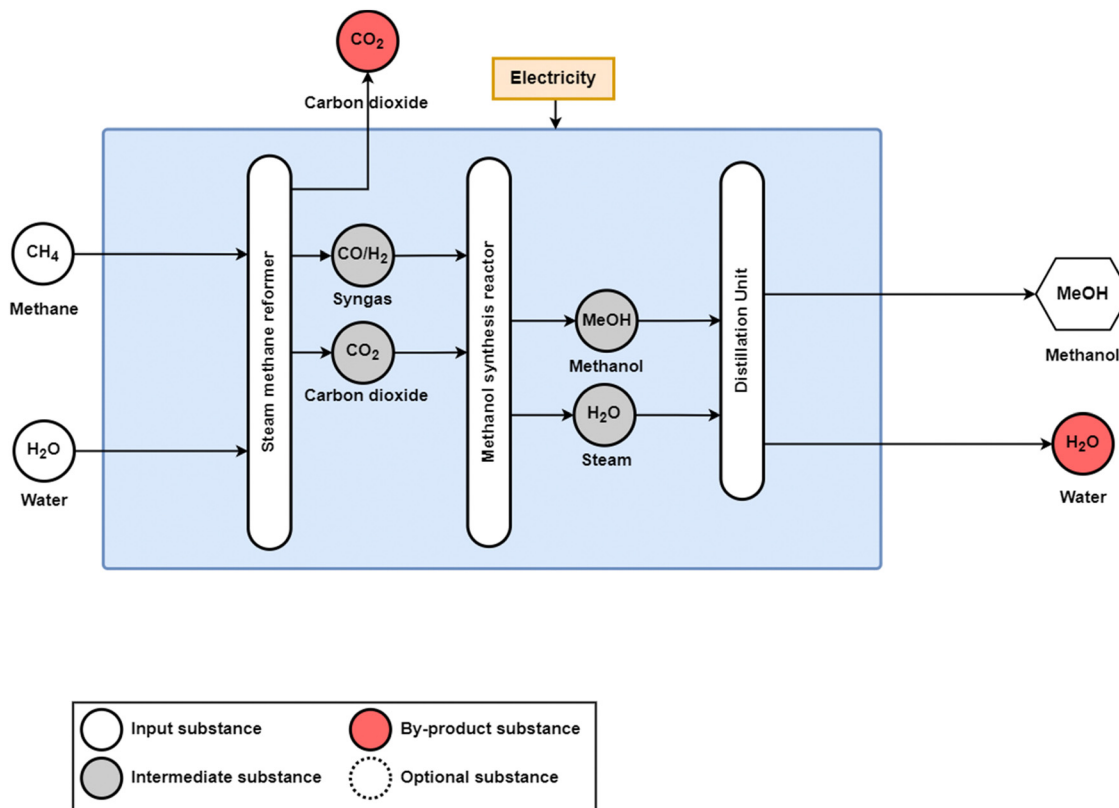 CO₂
Carbon dioxide
Electricity
CH₄
Methane
H₂O
Water
Steam methane reformer
CO/H₂
Syngas
CO₂
Carbon dioxide
Methanol synthesis reactor
MeOH
Methanol
H₂O
Steam
Distillation Unit
MeOH
Methanol
H₂O
Water
Input substance
By-product substance
Intermediate substance
Optional substance